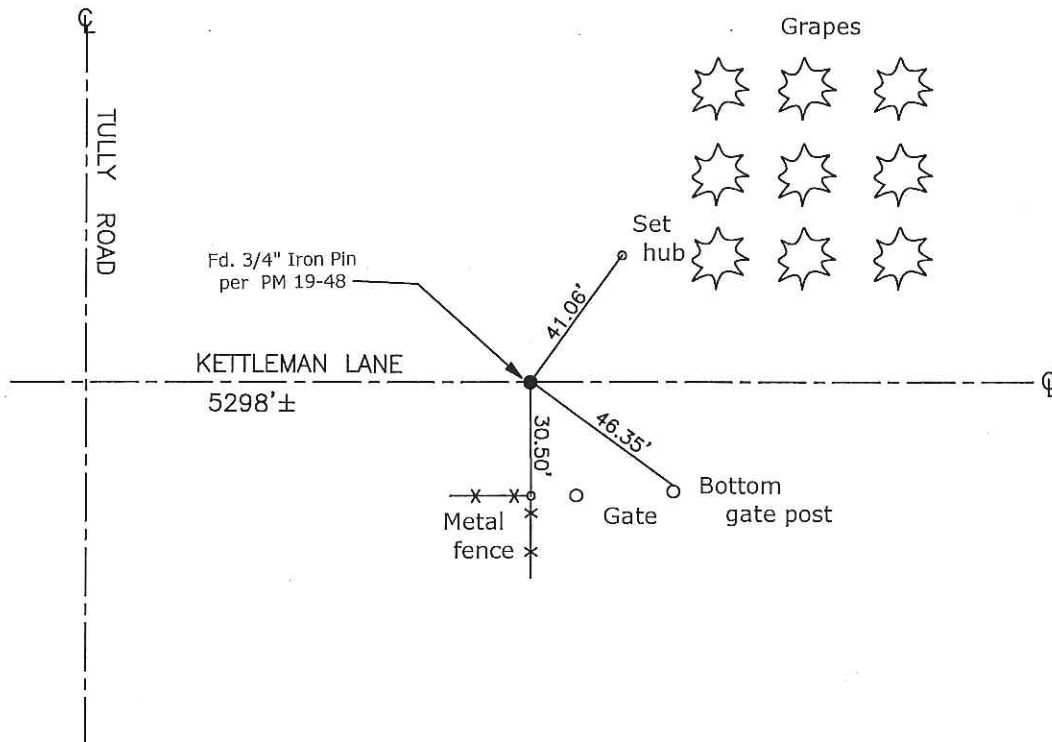 ℄
Grapes
TULLY ROAD
Set
hub
Fd. 3/4" Iron Pin
per PM 19-48
41.06'
KETTLEMAN LANE
℄
5298'±
46.35'
30.50'
Bottom
gate post
Gate
Metal
fence